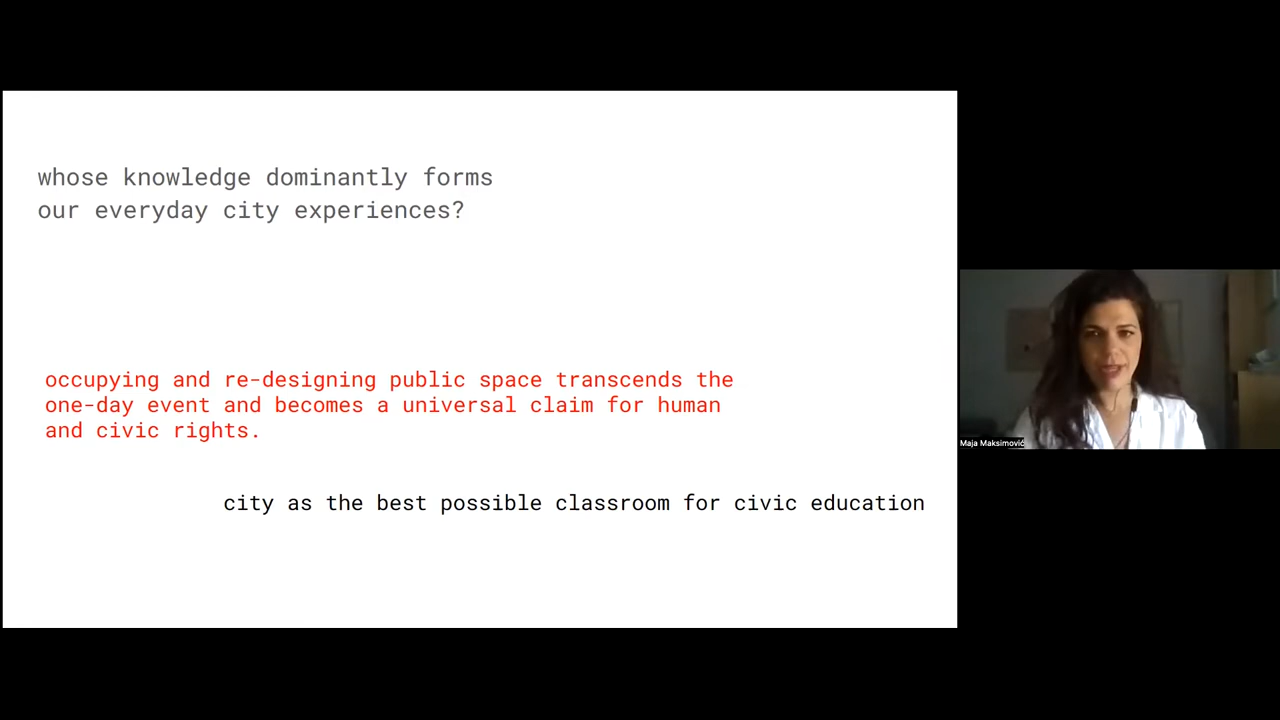 whose knowledge dominantly forms
our everyday city experiences?
occupying and re-designing public space transcends the
one-day event and becomes a universal claim for human
and civic rights.
city as the best possible classroom for civic education
Maja Maksimović